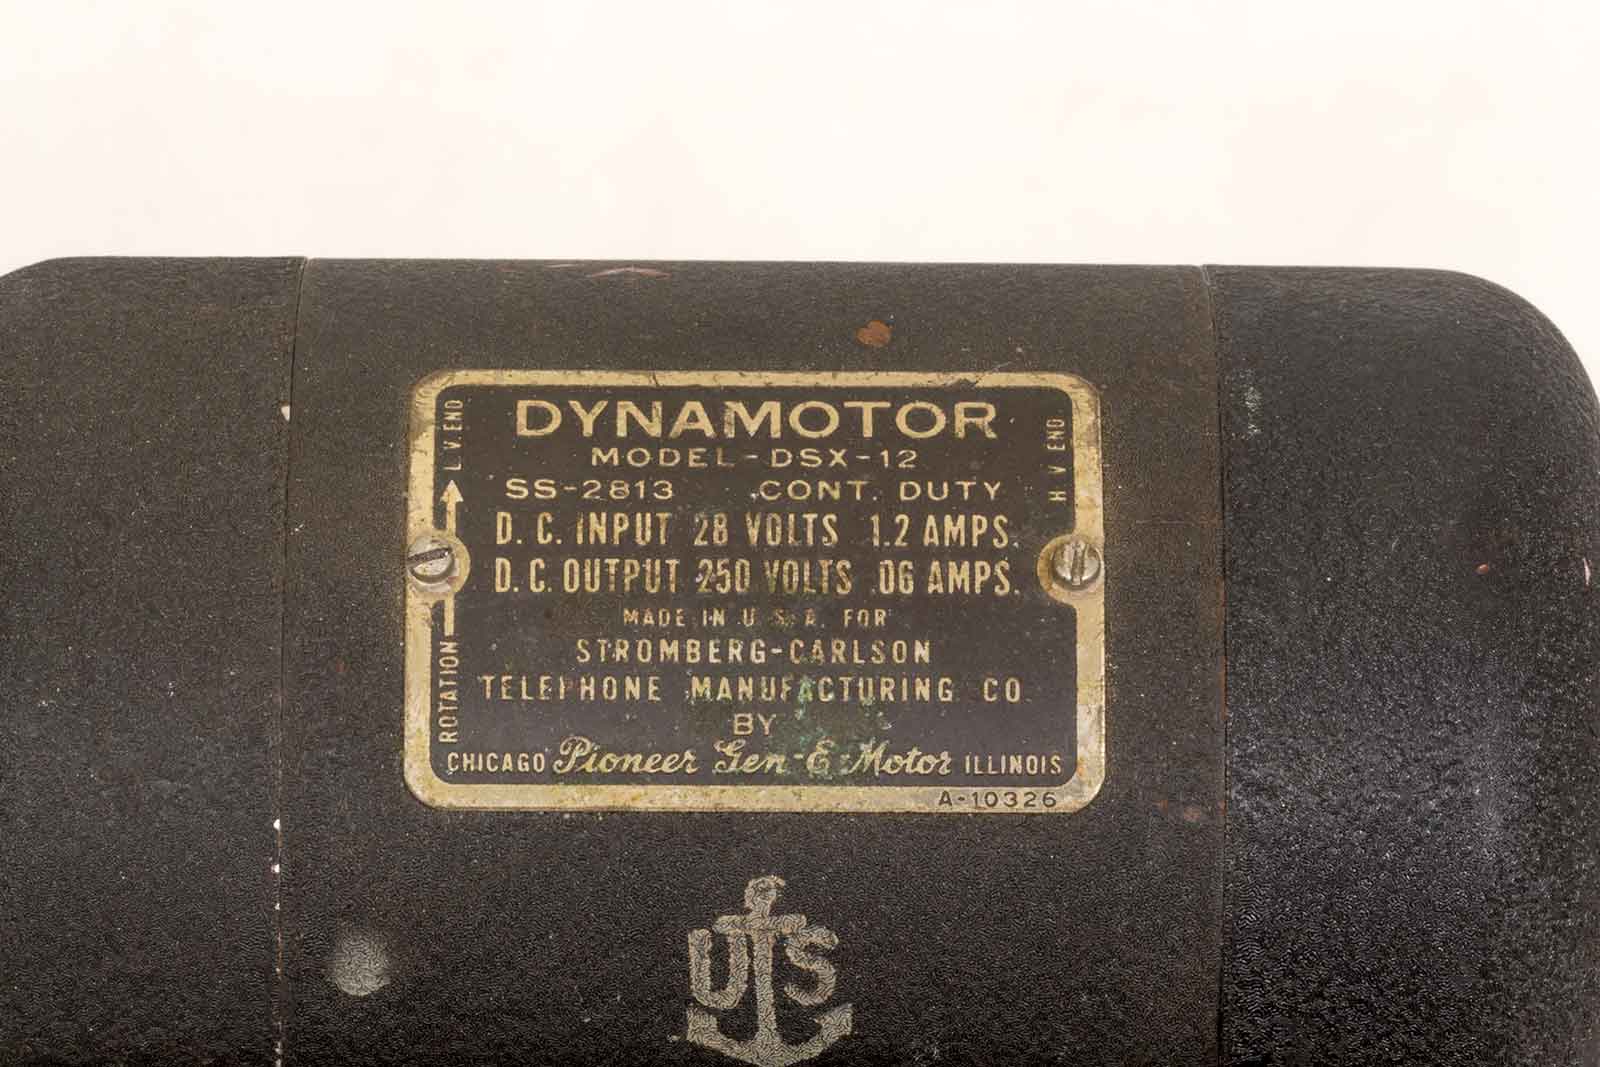 DYNAMOTOR
MODEL-DSX-12
SS-2813 CONT. DUTY
D.C. INPUT 28 VOLTS 1.2 AMPS.
D.C. OUTPUT 250 VOLTS .06 AMPS.
MADE IN U.S.A. FOR
STROMBERG-CARLSON
TELEPHONE MANUFACTURING CO
BY
CHICAGO Pioneer Gen-E-Motor ILLINOIS
A-10326
ROTATION
L V. END
H V END
US